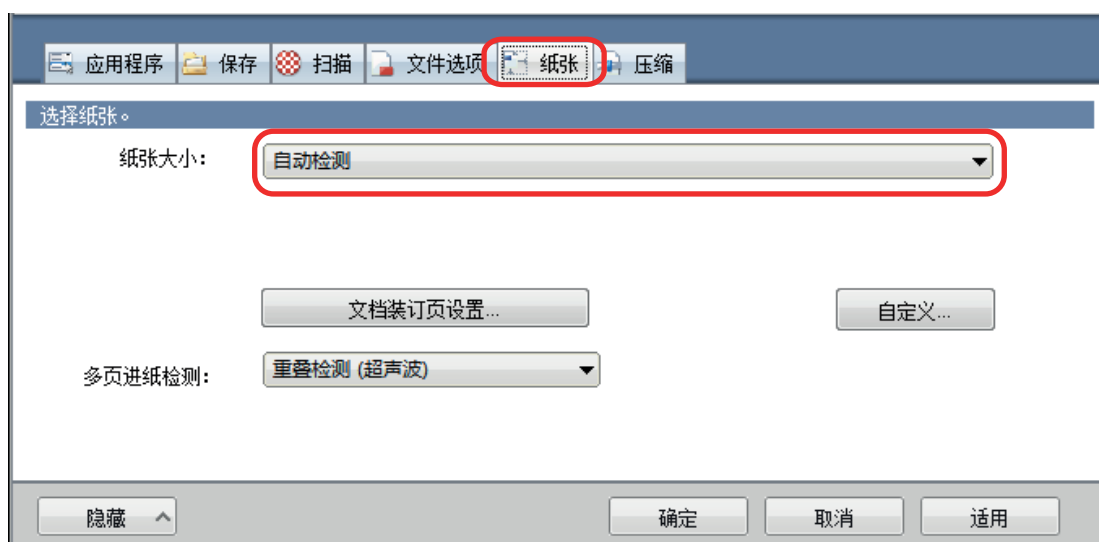 应用程序 保存 扫描 文件选项 纸张 压缩
选择纸张。
纸张大小: 自动检测
文档装订页设置... 自定义...
多页进纸检测: 重叠检测 (超声波)
隐藏 确定 取消 适用